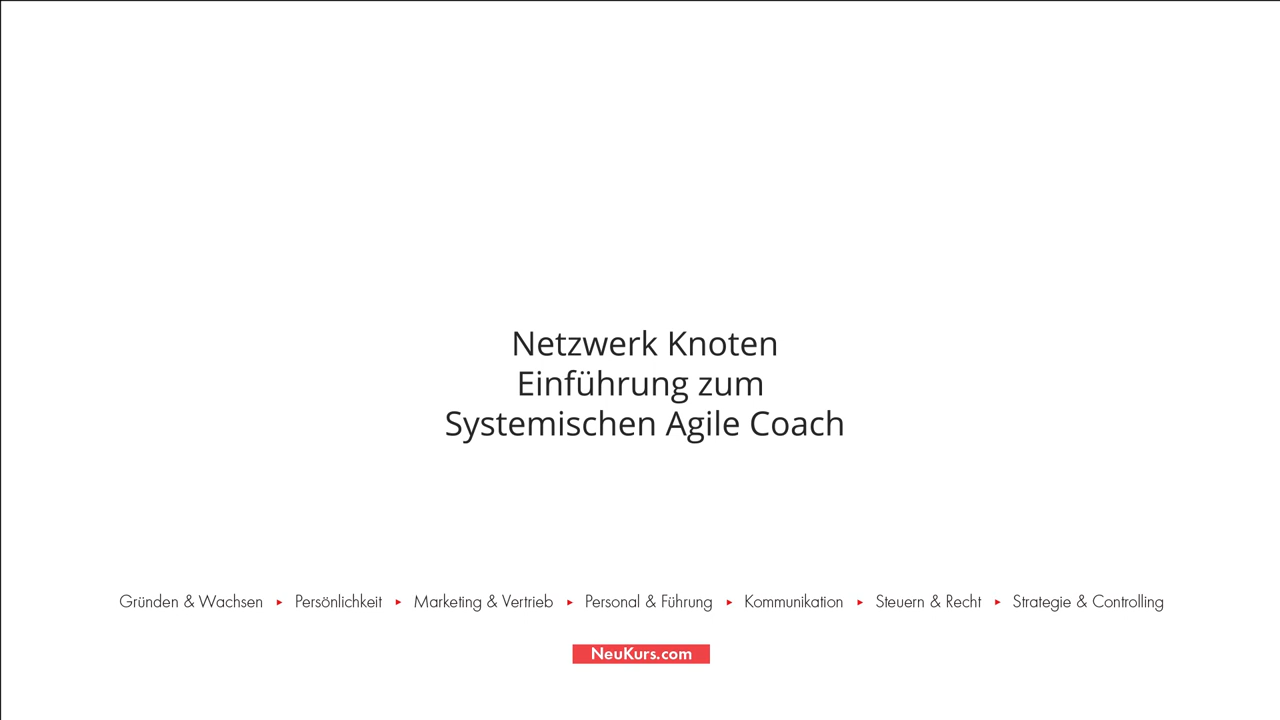 Netzwerk Knoten
Einführung zum
Systemischen Agile Coach
Gründen & Wachsen ▸ Persönlichkeit ▸ Marketing & Vertrieb ▸ Personal & Führung ▸ Kommunikation ▸ Steuern & Recht ▸ Strategie & Controlling
NeuKurs.com